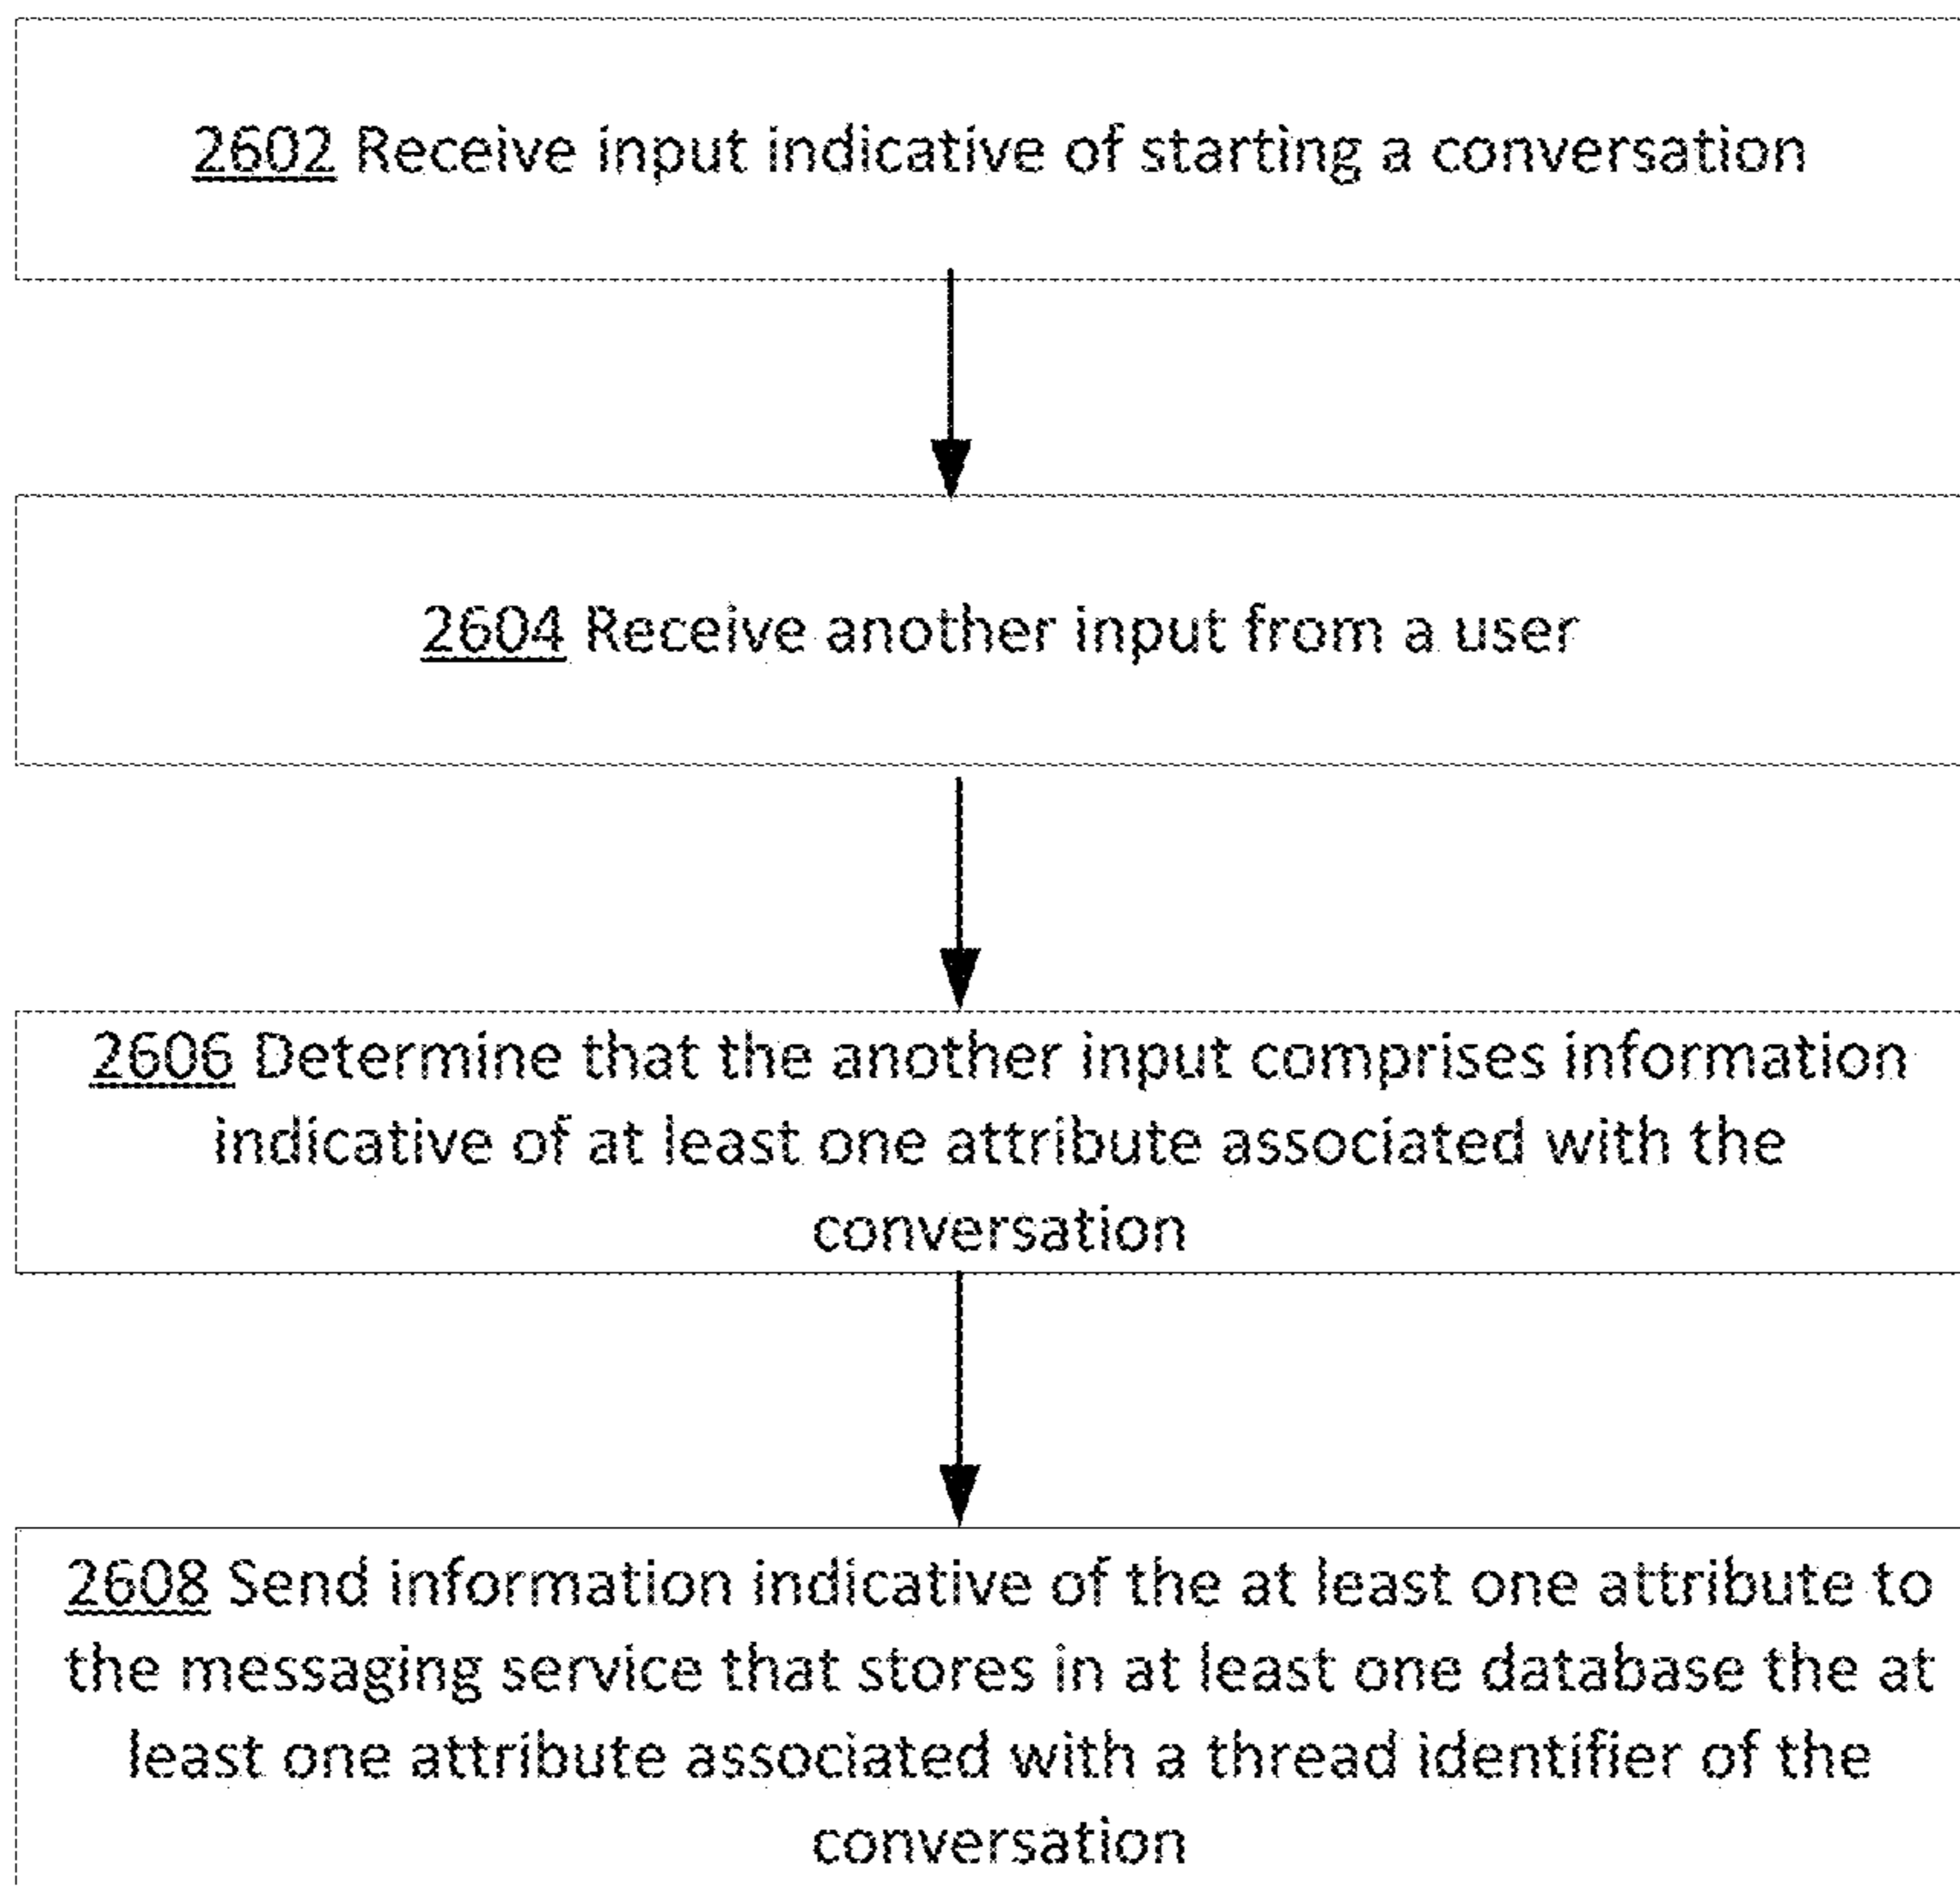 2602 Receive input indicative of starting a conversation
2604 Receive another input from a user
2606 Determine that the another input comprises information
indicative of at least one attribute associated with the
conversation
2608 Send information indicative of the at least one attribute to
the messaging service that stores in at least one database the at
least one attribute associated with a thread identifier of the
conversation